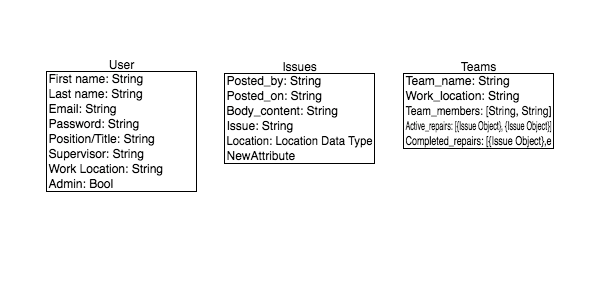 User
First name: String
Last name: String
Email: String
Password: String
Position/Title: String
Supervisor: String
Work Location: String
Admin: Bool
Issues
Posted_by: String
Posted_on: String
Body_content: String
Issue: String
Location: Location Data Type
NewAttribute
Teams
Team_name: String
Work_location: String
Team_members: [String, String]
Active_repairs: [{Issue Object}, {Issue Object}]
Completed_repairs: [{Issue Object},e